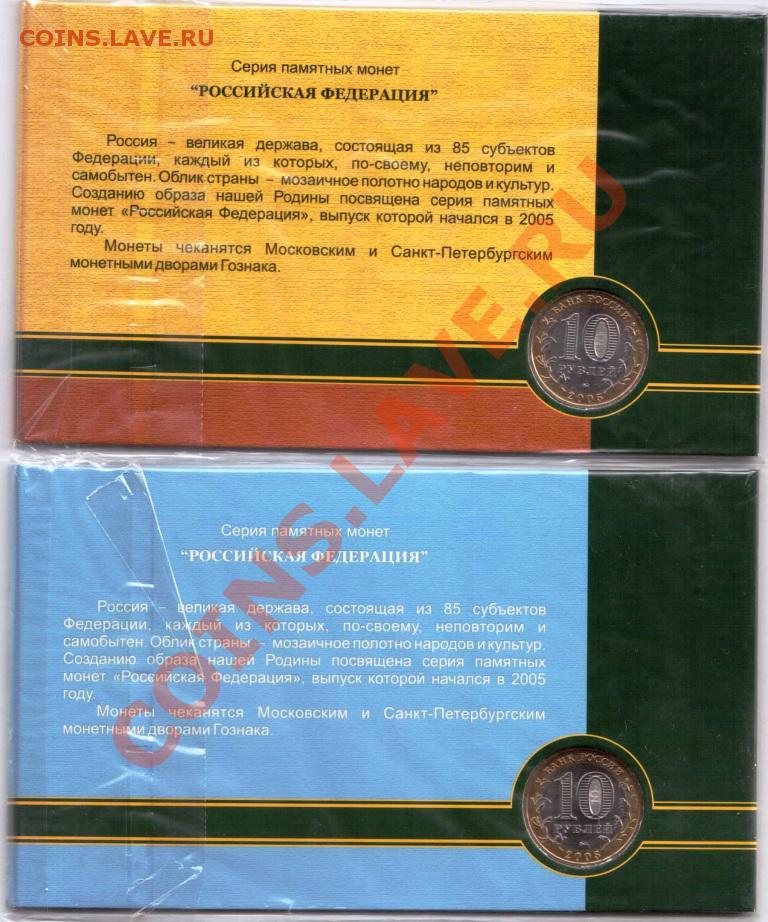 COINS.LAVE.RU
Серия памятных монет
“РОССИЙСКАЯ ФЕДЕРАЦИЯ”
Россия – великая держава, состоящая из 85 субъектов
Федерации, каждый из которых, по-своему, неповторим и
самобытен. Облик страны – мозаичное полотно народов и культур.
Созданию образа нашей Родины посвящена серия памятных
монет «Российская Федерация», выпуск которой начался в 2005
году.
Монеты чеканятся Московским и Санкт-Петербургским
монетными дворами Гознака.
БАНК РОССИИ
10
РУБЛЕЙ
2005
Серия памятных монет
“РОССИЙСКАЯ ФЕДЕРАЦИЯ”
Россия – великая держава, состоящая из 85 субъектов
Федерации, каждый из которых, по-своему, неповторим и
самобытен. Облик страны – мозаичное полотно народов и культур.
Созданию образа нашей Родины посвящена серия памятных
монет «Российская Федерация», выпуск которой начался в 2005
году.
Монеты чеканятся Московским и Санкт-Петербургским
монетными дворами Гознака.
БАНК РОССИИ
10
РУБЛЕЙ
2005
COINS.LAVE.RU